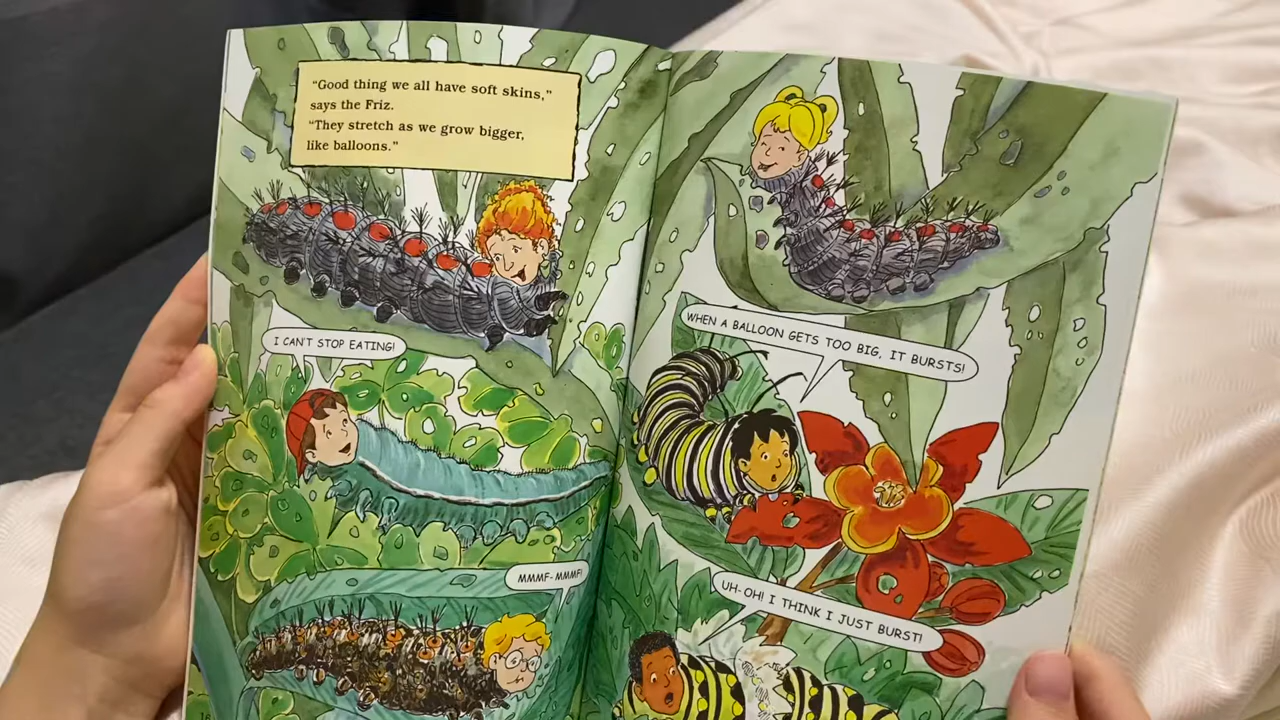 "Good thing we all have soft skins,"
says the Friz.
"They stretch as we grow bigger,
like balloons."
I CAN'T STOP EATING!
MMMF-MMMF!
16
WHEN A BALLOON GETS TOO BIG, IT BURSTS!
UH-OH! I THINK I JUST BURST!